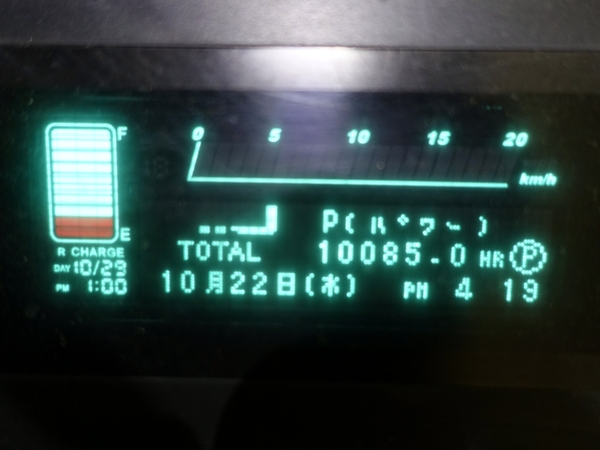 F
0 5 10 15 20
km/h
E
P(パワー)
R CHARGE
TOTAL 10085.0 HR P
DAY 10/29
PM 1:00
10月22日(水) PM 4 19